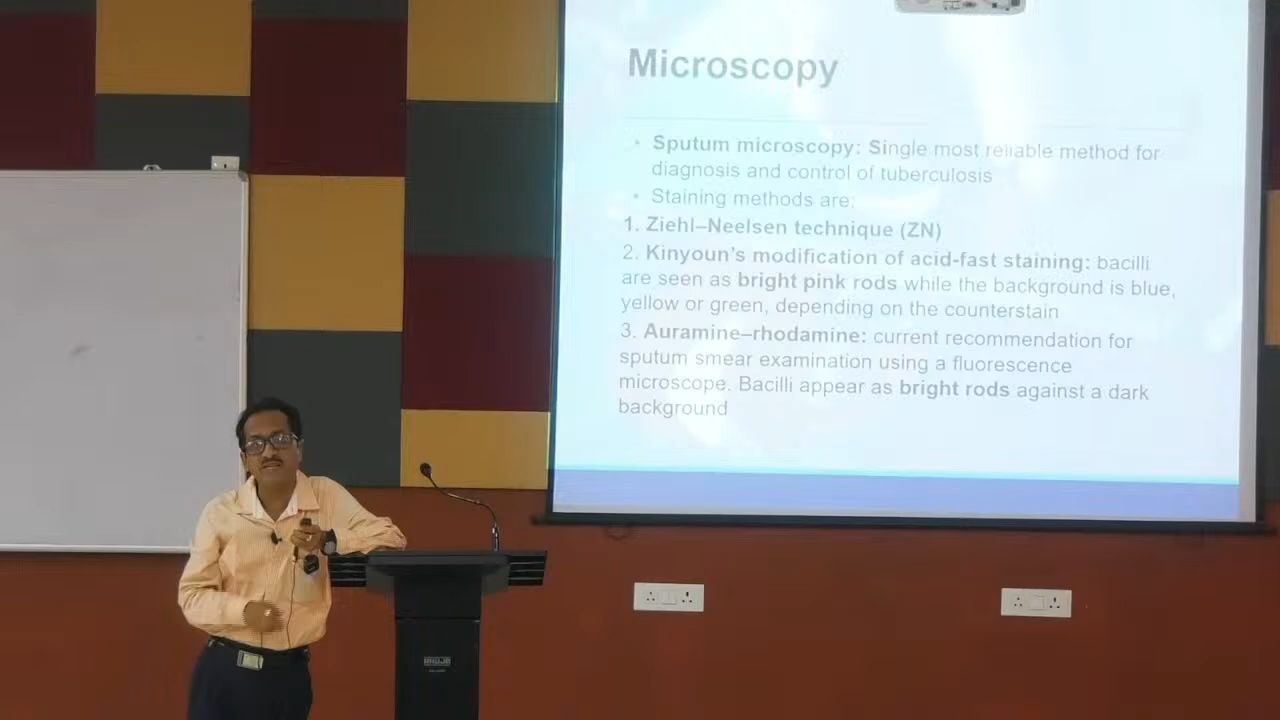 Microscopy
• Sputum microscopy: Single most reliable method for
diagnosis and control of tuberculosis
• Staining methods are:
1. Ziehl–Neelsen technique (ZN)
2. Kinyoun's modification of acid-fast staining: bacilli
are seen as bright pink rods while the background is blue,
yellow or green, depending on the counterstain
3. Auramine–rhodamine: current recommendation for
sputum smear examination using a fluorescence
microscope. Bacilli appear as bright rods against a dark
background